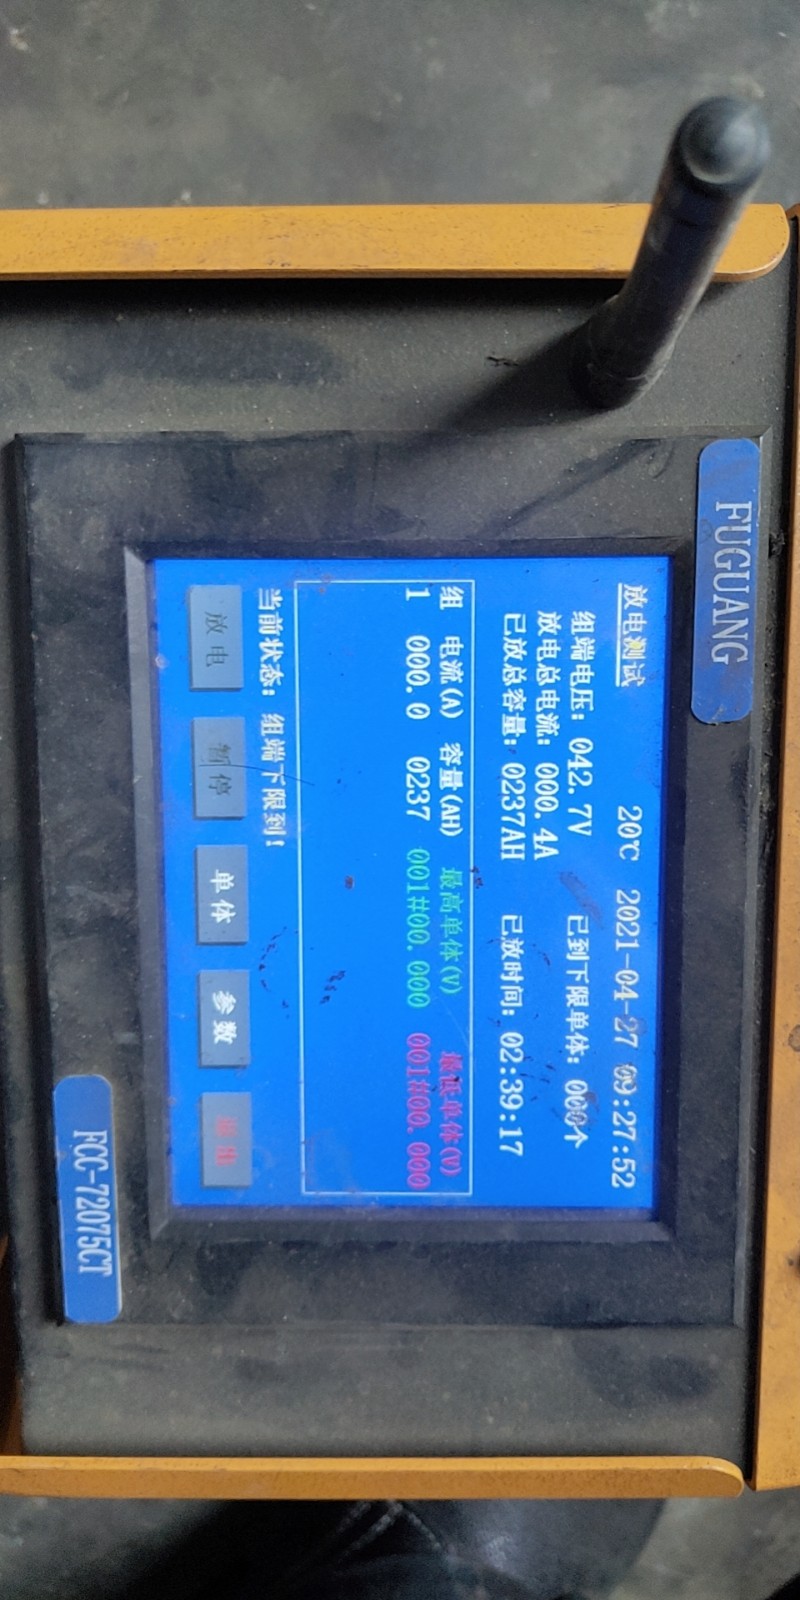 FUGUANG
放电测试 20℃ 2021-04-27 09:27:52
组端电压: 042.7V 已到下限单体: 000个
放电总电流: 000.4A
已放总容量: 0237AH 已放时间: 02:39:17
组 电流(A) 容量(AH) 最高单体(V) 最低单体(V)
1 000.0 0237 001#00.000 001#00.000
当前状态: 组端下限到!
放电 暂停 单体 参数 退出
FCC-72075CT